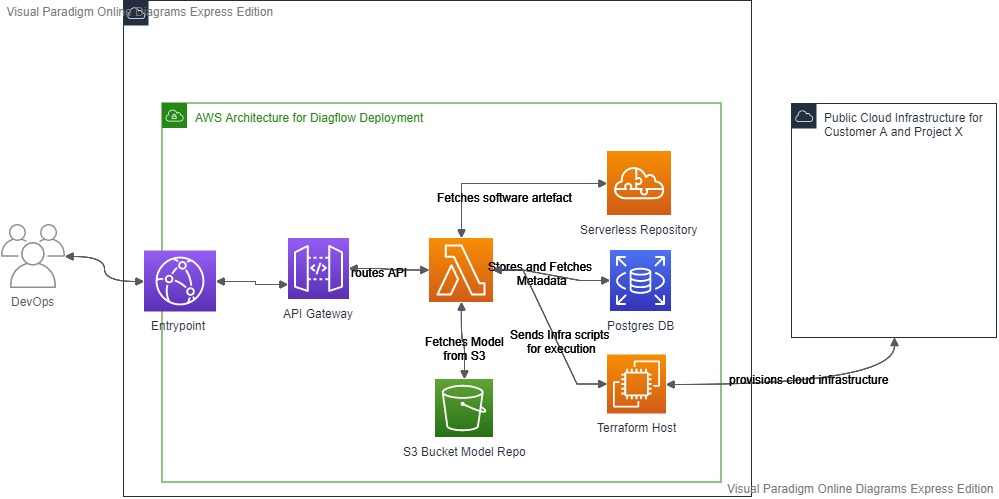 Visual Paradigm Online Diagrams Express Edition
AWS Architecture for Diagflow Deployment
Public Cloud Infrastructure for
Customer A and Project X
Fetches software artefact
Serverless Repository
DevOps
Entrypoint
API Gateway
routes API
Stores and Fetches
Metadata
Postgres DB
Fetches Model
from S3
Sends Infra scripts
for execution
provisions cloud infrastructure
Terraform Host
S3 Bucket Model Repo
Visual Paradigm Online Diagrams Express Edition